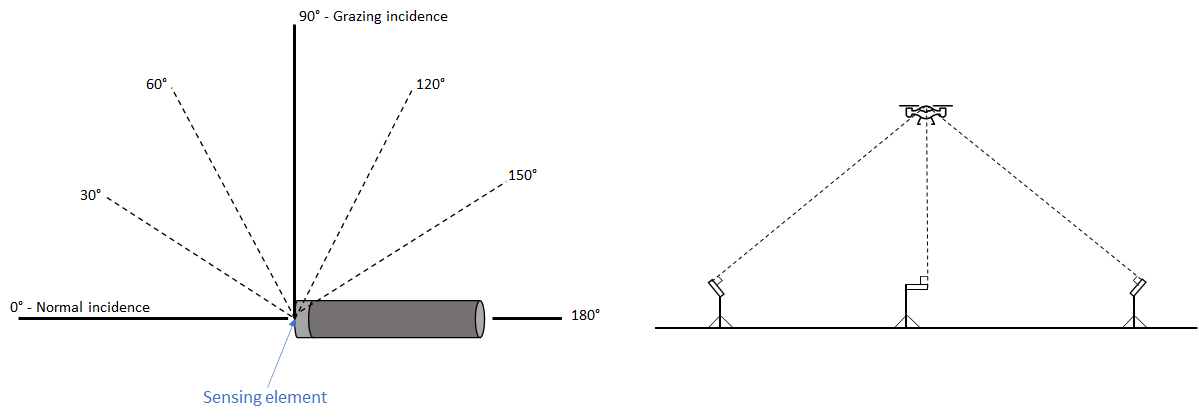 90° - Grazing incidence
60°
120°
30°
150°
0° - Normal incidence
180°
Sensing element